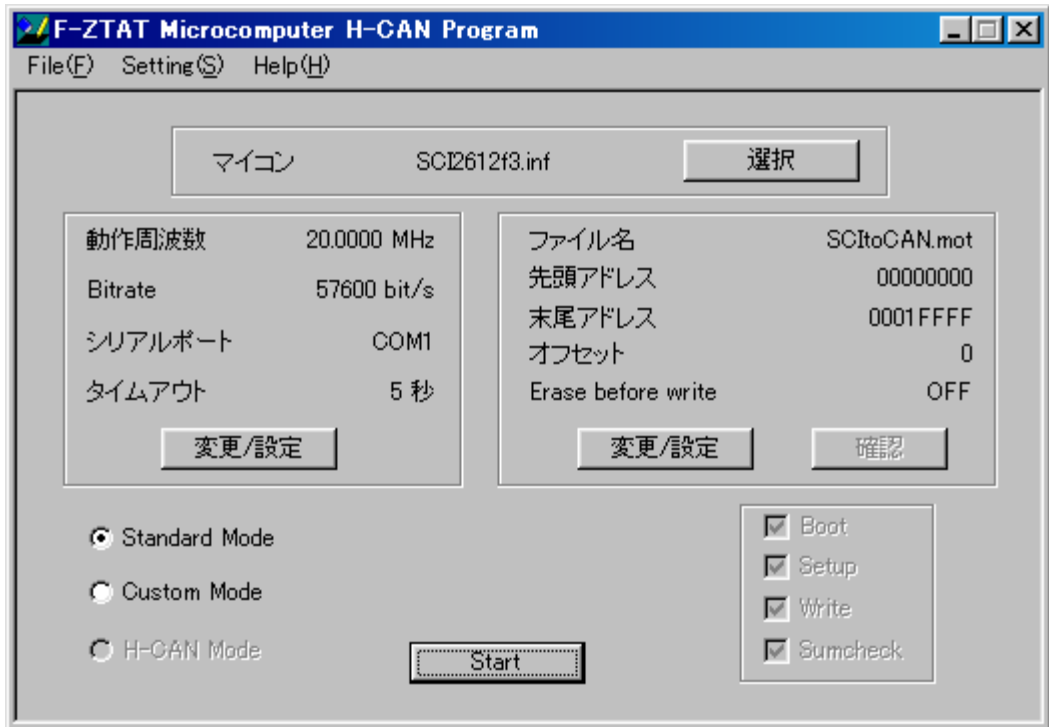 F-ZTAT Microcomputer H-CAN Program
File(F) Setting(S) Help(H)
マイコン SCI2612f3.inf 選択
動作周波数 20.0000 MHz
Bitrate 57600 bit/s
シリアルポート COM1
タイムアウト 5 秒
変更/設定
ファイル名 SCItoCAN.mot
先頭アドレス 00000000
末尾アドレス 0001FFFF
オフセット 0
Erase before write OFF
変更/設定 確認
Standard Mode
Custom Mode
H-CAN Mode
Start
Boot
Setup
Write
Sumcheck